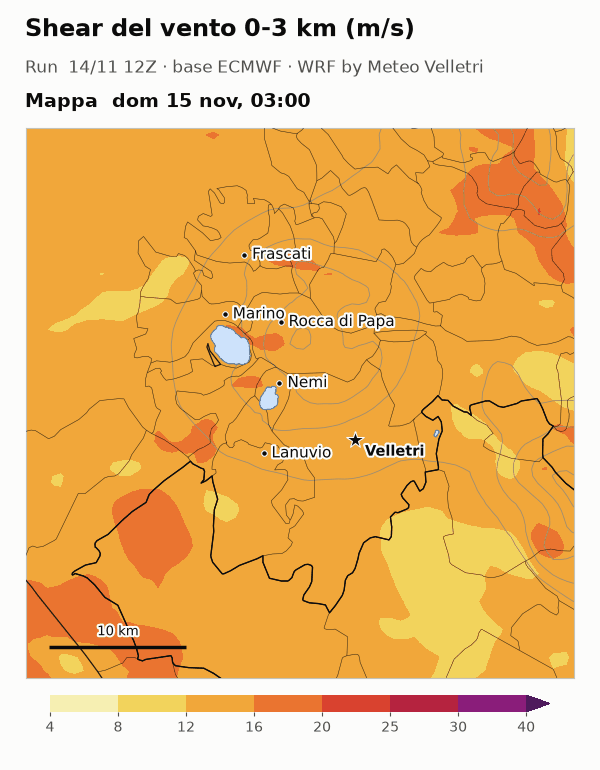 Shear del vento 0-3 km (m/s)
Run  14/11 12Z · base ECMWF · WRF by Meteo Velletri
Mappa  dom 15 nov, 03:00
Frascati
Marino
Rocca di Papa
Nemi
Velletri
Lanuvio
10 km
4 8 12 16 20 25 30 40